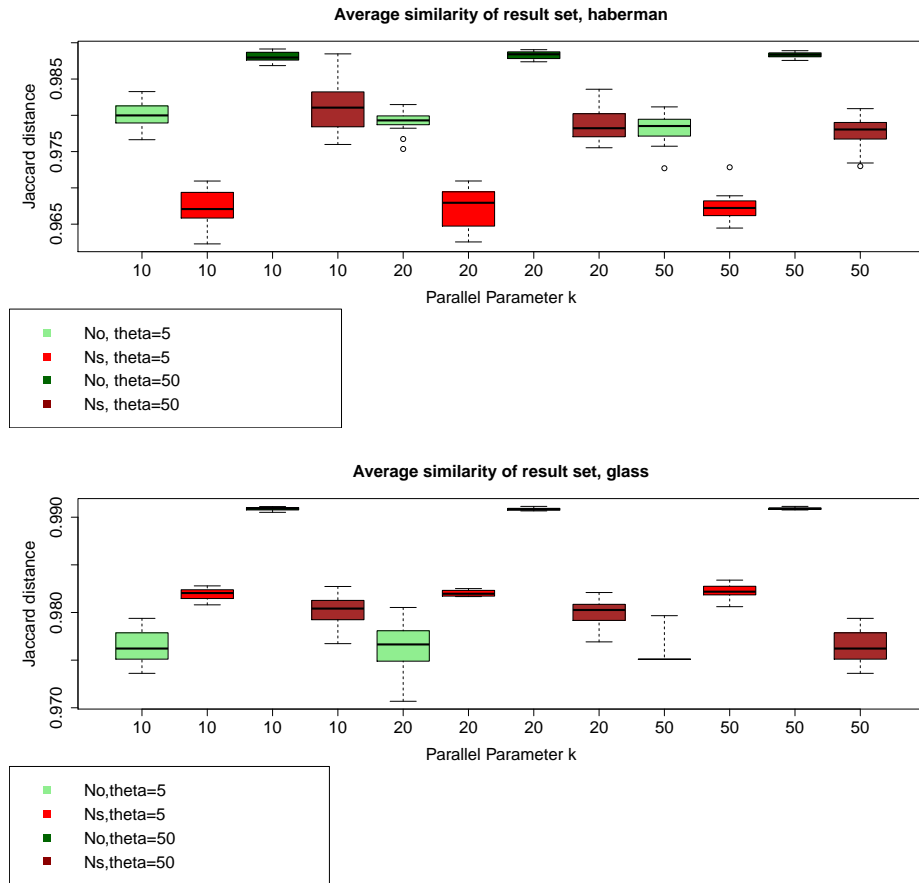 Average similarity of result set, haberman
Jaccard distance
0.985
0.975
0.965
10 10 10 10 20 20 20 20 50 50 50 50
Parallel Parameter k
No, theta=5
Ns, theta=5
No, theta=50
Ns, theta=50
Average similarity of result set, glass
Jaccard distance
0.990
0.980
0.970
10 10 10 10 20 20 20 20 50 50 50 50
Parallel Parameter k
No,theta=5
Ns,theta=5
No,theta=50
Ns,theta=50